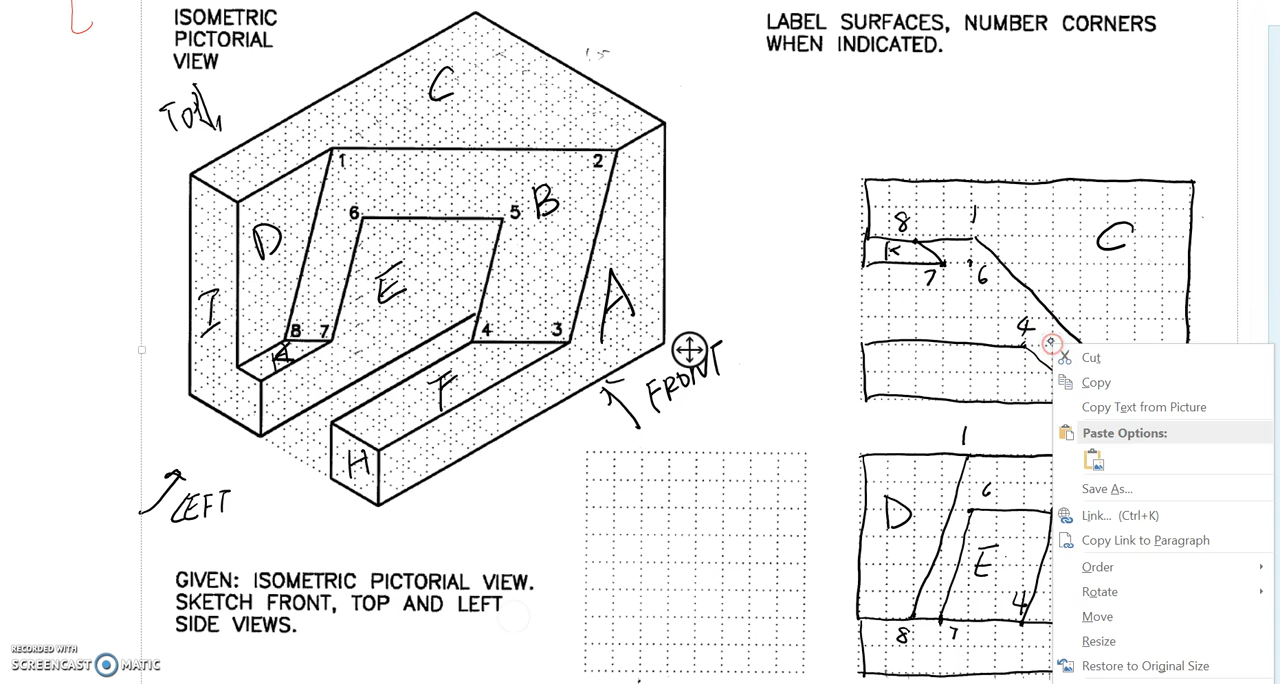 ISOMETRIC
PICTORIAL
VIEW
TOP
C
1
2
6
5
B
D
E
I
A
8
7
4
3
K
F
H
FRONT
LEFT
GIVEN: ISOMETRIC PICTORIAL VIEW.
SKETCH FRONT, TOP AND LEFT
SIDE VIEWS.
RECORDED WITH
SCREENCAST MATIC
LABEL SURFACES, NUMBER CORNERS
WHEN INDICATED.
8
1
C
K
7
6
4
1
6
D
E
4
8
7
Cut
Copy
Copy Text from Picture
Paste Options:
Save As...
Link... (Ctrl+K)
Copy Link to Paragraph
Order
Rotate
Move
Resize
Restore to Original Size